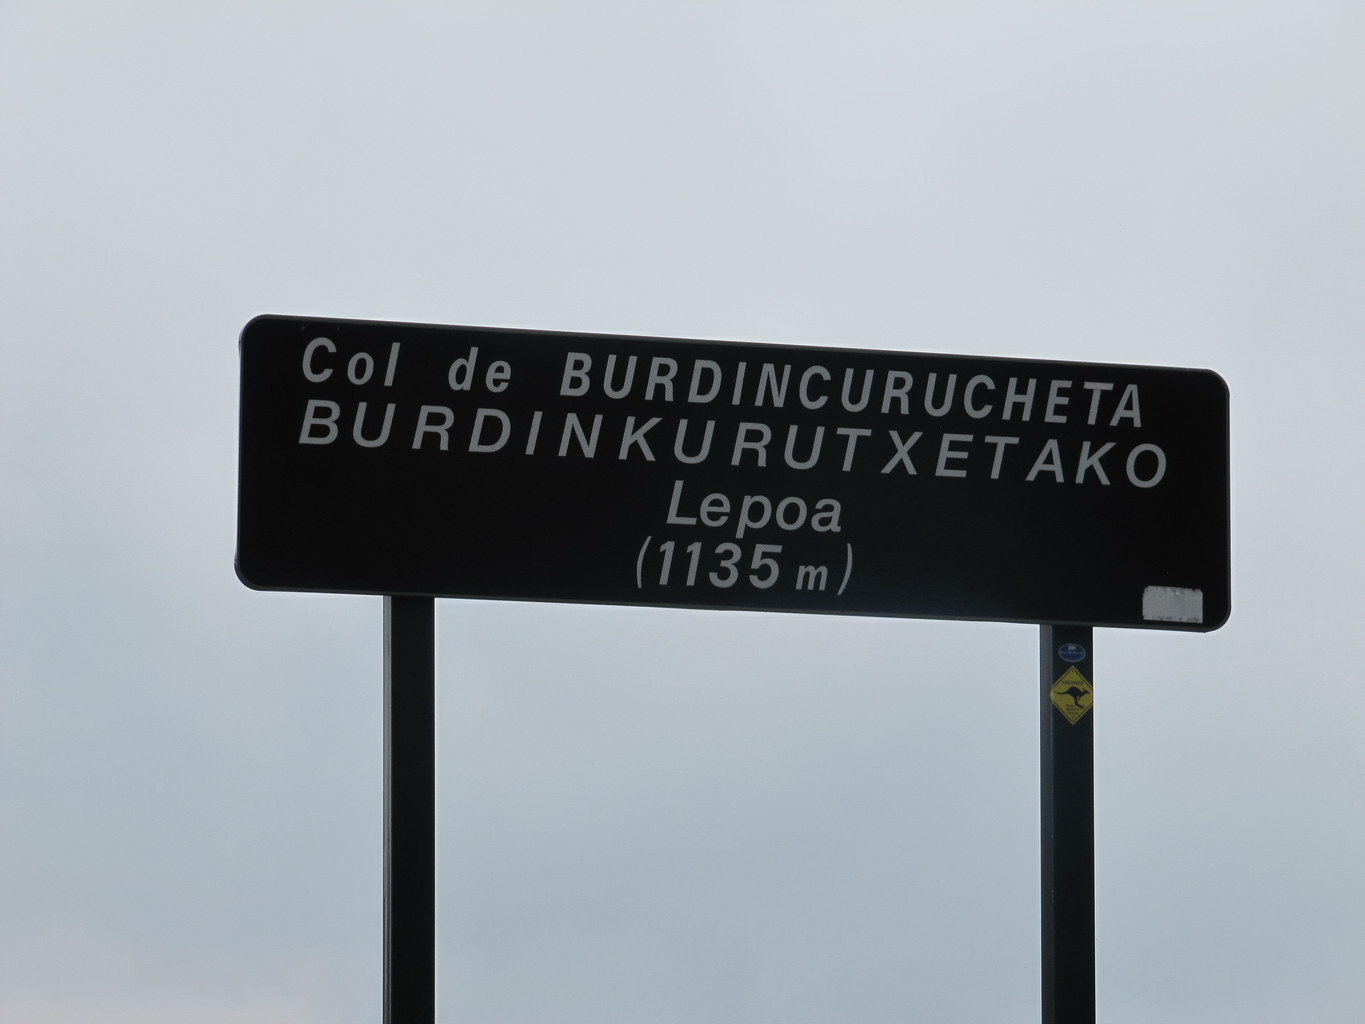 Col de BURDINCURUCHETA
BURDINKURUTXETAKO
Lepoa
(1135 m)